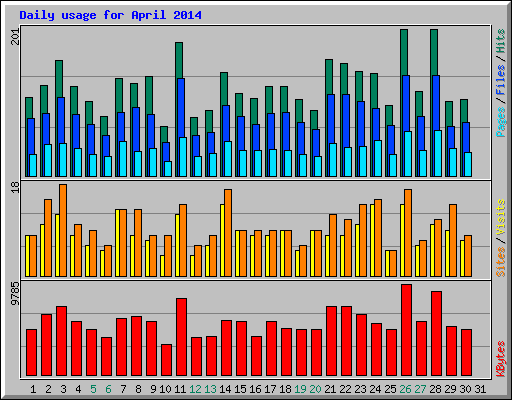 Daily usage for April 2014
201
Pages/Files/Hits
18
Sites/Visits
9785
KBytes
1 2 3 4 5 6 7 8 9 10 11 12 13 14 15 16 17 18 19 20 21 22 23 24 25 26 27 28 29 30 31